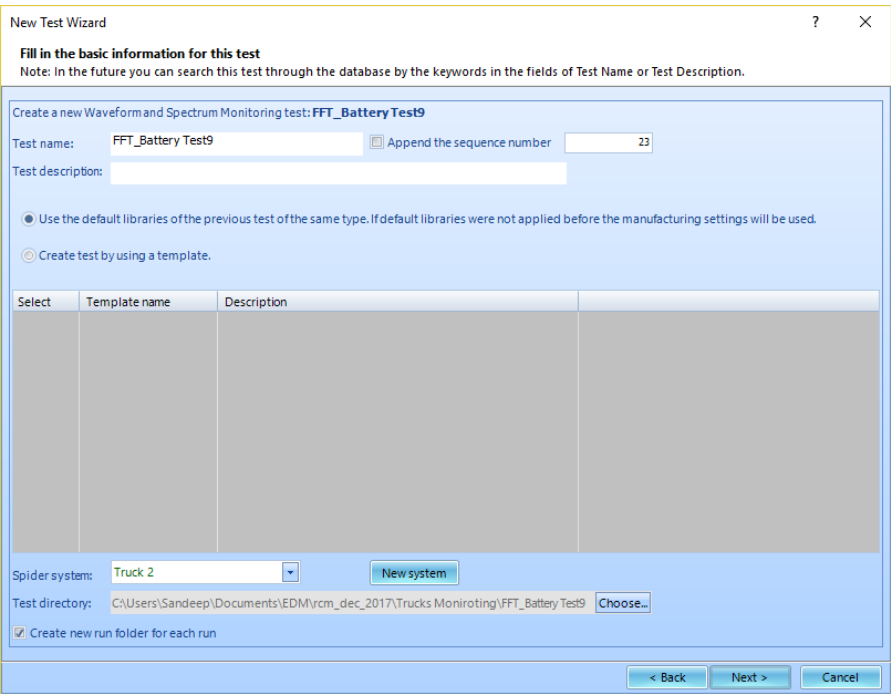 New Test Wizard ?
Fill in the basic information for this test
Note: In the future you can search this test through the database by the keywords in the fields of Test Name or Test Description.
Create a new Waveform and Spectrum Monitoring test: FFT_Battery Test9
Test name: FFT_Battery Test9 Append the sequence number 23
Test description:
Use the default libraries of the previous test of the same type. If default libraries were not applied before the manufacturing settings will be used.
Create test by using a template.
Select Template name Description
Spider system: Truck 2 New system
Test directory: C:\Users\Sandeep\Documents\EDM\rcm_dec_2017\Trucks Moniroting\FFT_Battery Test9 Choose...
Create new run folder for each run
< Back Next > Cancel